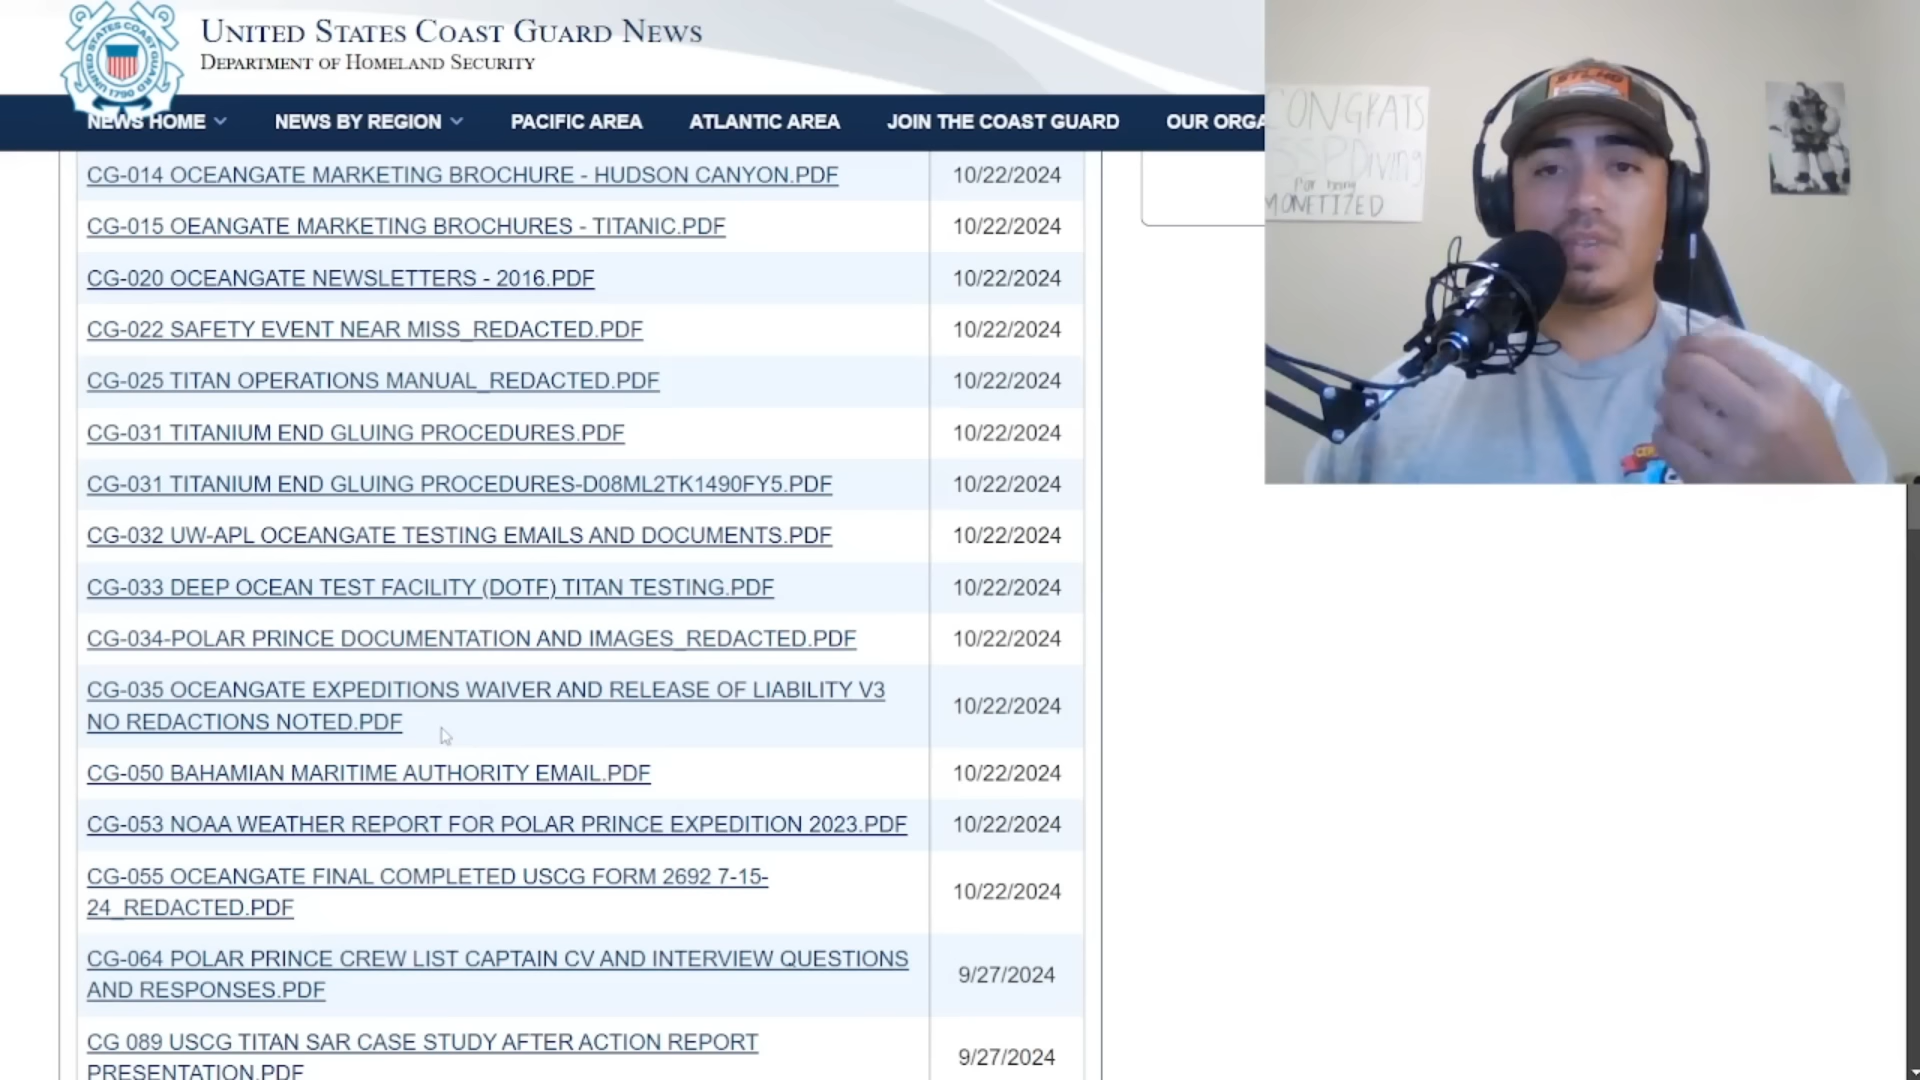 UNITED STATES COAST GUARD NEWS
DEPARTMENT OF HOMELAND SECURITY
UNITED STATES COAST GUARD
1790
NEWS HOME
NEWS BY REGION
PACIFIC AREA
ATLANTIC AREA
JOIN THE COAST GUARD
OUR ORGA
CG-014 OCEANGATE MARKETING BROCHURE - HUDSON CANYON.PDF 10/22/2024
CG-015 OEANGATE MARKETING BROCHURES - TITANIC.PDF 10/22/2024
CG-020 OCEANGATE NEWSLETTERS - 2016.PDF 10/22/2024
CG-022 SAFETY EVENT NEAR MISS_REDACTED.PDF 10/22/2024
CG-025 TITAN OPERATIONS MANUAL_REDACTED.PDF 10/22/2024
CG-031 TITANIUM END GLUING PROCEDURES.PDF 10/22/2024
CG-031 TITANIUM END GLUING PROCEDURES-D08ML2TK1490FY5.PDF 10/22/2024
CG-032 UW-APL OCEANGATE TESTING EMAILS AND DOCUMENTS.PDF 10/22/2024
CG-033 DEEP OCEAN TEST FACILITY (DOTF) TITAN TESTING.PDF 10/22/2024
CG-034-POLAR PRINCE DOCUMENTATION AND IMAGES_REDACTED.PDF 10/22/2024
CG-035 OCEANGATE EXPEDITIONS WAIVER AND RELEASE OF LIABILITY V3
NO REDACTIONS NOTED.PDF 10/22/2024
CG-050 BAHAMIAN MARITIME AUTHORITY EMAIL.PDF 10/22/2024
CG-053 NOAA WEATHER REPORT FOR POLAR PRINCE EXPEDITION 2023.PDF 10/22/2024
CG-055 OCEANGATE FINAL COMPLETED USCG FORM 2692 7-15-
24_REDACTED.PDF 10/22/2024
CG-064 POLAR PRINCE CREW LIST CAPTAIN CV AND INTERVIEW QUESTIONS
AND RESPONSES.PDF 9/27/2024
CG 089 USCG TITAN SAR CASE STUDY AFTER ACTION REPORT
PRESENTATION.PDF 9/27/2024
CONGRATS
SSPDiving
For being
MONETIZED
STLHD